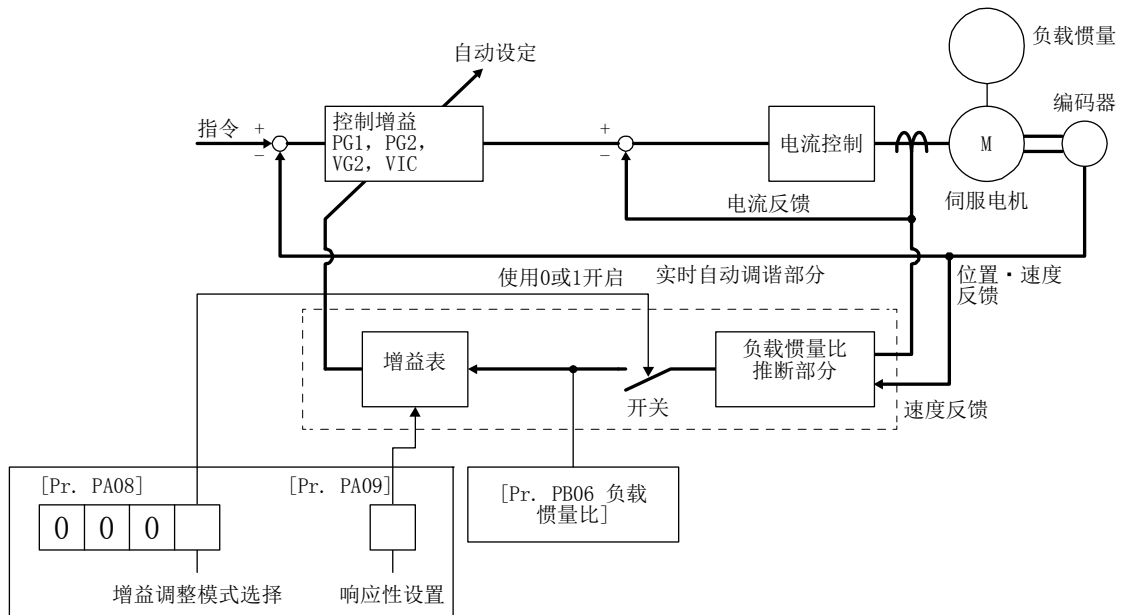 负载惯量
自动设定
编码器
指令
+
−
控制增益
PG1, PG2,
VG2, VIC
+
−
电流控制
M
伺服电机
电流反馈
使用0或1开启
实时自动调谐部分
位置·速度
反馈
增益表
负载惯量比
推断部分
开关
速度反馈
[Pr. PA08]
[Pr. PA09]
[Pr. PB06 负载
惯量比]
0 0 0
增益调整模式选择
响应性设置